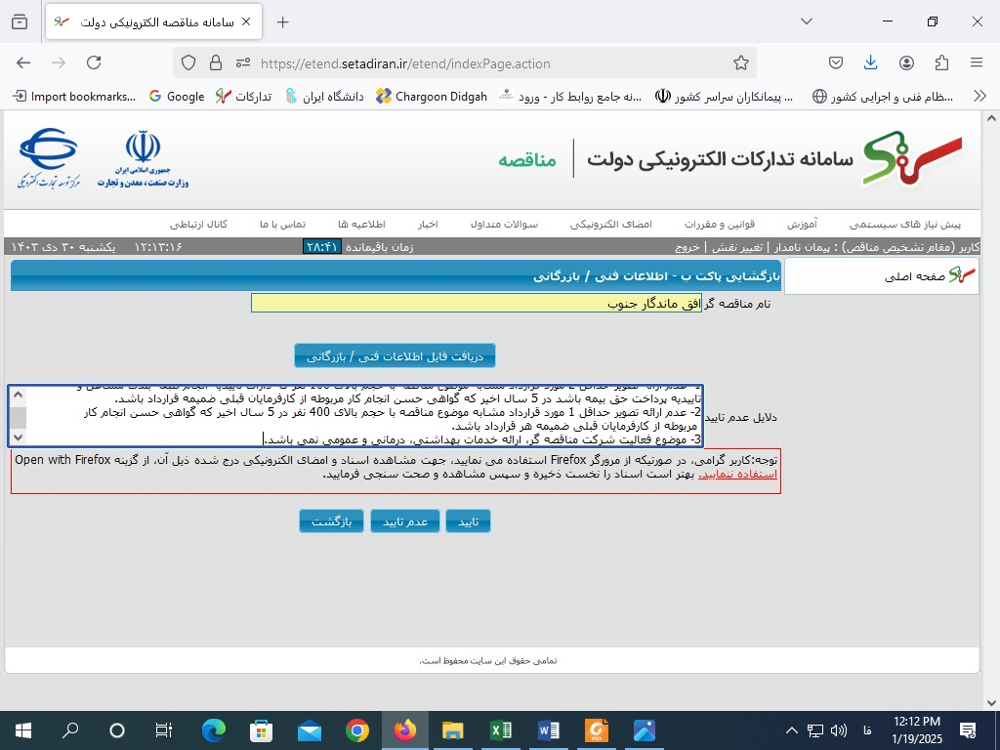 سامانه مناقصه الکترونیکی دولت
https://etend.setadiran.ir/etend/indexPage.action
Import bookmarks...
Google
تدارکات
دانشگاه ایران
Chargoon Didgah
نه جامع روابط کار - ورود...
پیمانکاران سراسر کشور ...
ظام فنی و اجرایی کشور...
سامانه تدارکات الکترونیکی دولت | مناقصه
جمهوری اسلامی ایران
وزارت صنعت، معدن و تجارت
مرکز توسعه تجارت الکترونیکی
پیش نیاز های سیستمی
آموزش
قوانین و مقررات
امضای الکترونیکی
سوالات متداول
اخبار
اطلاعیه ها
تماس با ما
کانال ارتباطی
کاربر (مقام تشخیص مناقص) : پیمان نامدار | تغییر نقش | خروج
زمان باقیمانده ۲۸:۴۱
۱۲:۱۳:۱۶
یکشنبه ۳۰ دی ۱۴۰۳
صفحه اصلی
بازگشایی پاکت ب - اطلاعات فنی / بازرگانی
نام مناقصه گر افق ماندگار جنوب
دریافت فایل اطلاعات فنی / بازرگانی
دلایل عدم تایید
تاییدیه پرداخت حق بیمه باشد در 5 سال اخیر که گواهی حسن انجام کار مربوطه از کارفرمایان قبلی ضمیمه قرارداد باشد.
2- عدم ارائه تصویر حداقل 1 مورد قرارداد مشابه موضوع مناقصه با حجم بالای 400 نفر در 5 سال اخیر که گواهی حسن انجام کار
مربوطه از کارفرمایان قبلی ضمیمه هر قرارداد باشد.
3- موضوع فعالیت شرکت مناقصه گر، ارائه خدمات بهداشتی، درمانی و عمومی نمی باشد.
توجه:کاربر گرامی، در صورتیکه از مرورگر Firefox استفاده می نمایید، جهت مشاهده اسناد و امضای الکترونیکی درج شده ذیل آن، از گزینه Open with Firefox
استفاده ننمایید. بهتر است اسناد را نخست ذخیره و سپس مشاهده و صحت سنجی فرمایید.
تایید
عدم تایید
بازگشت
تمامی حقوق این سایت محفوظ است.
فا
12:12 PM
1/19/2025